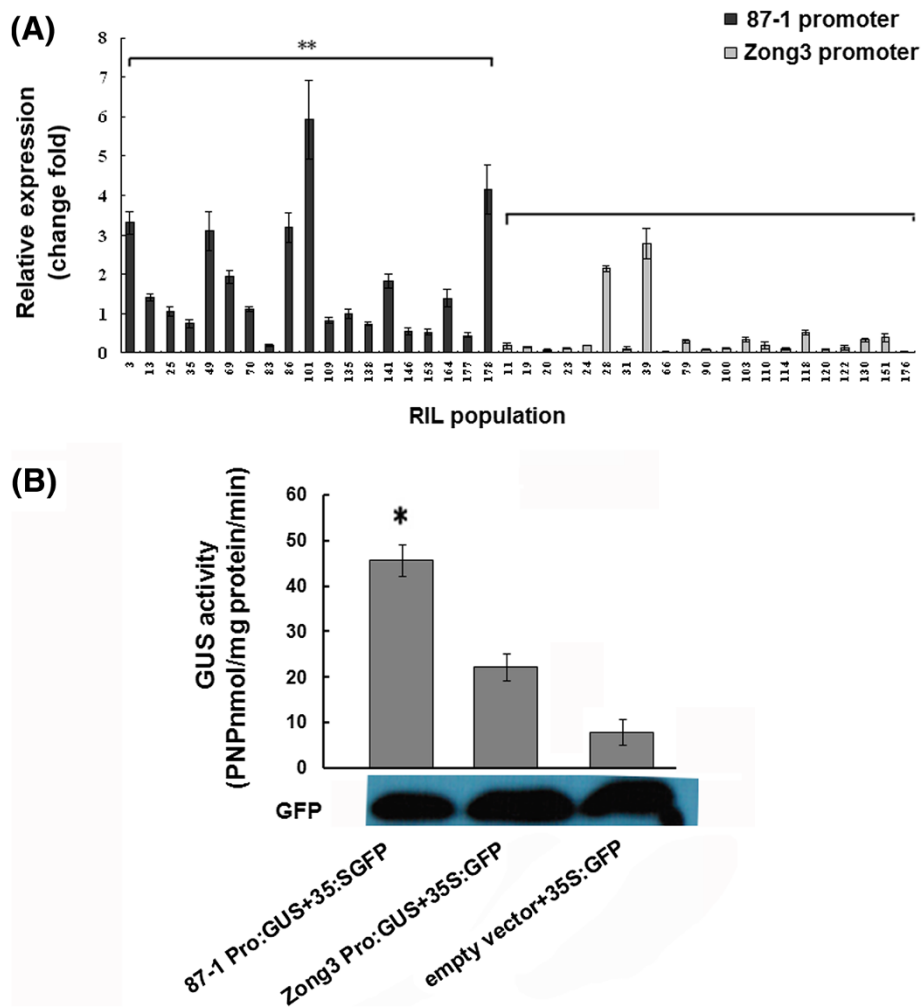 (A)
87-1 promoter
Zong3 promoter
Relative expression
(change fold)
8
7
6
5
4
3
2
1
0
**
3 13 25 35 49 69 70 83 86 101 109 135 138 141 146 153 164 177 178 11 19 20 23 24 28 31 39 66 79 90 100 103 110 114 118 120 122 130 151 176
RIL population
(B)
GUS activity
(PNPnmol/mg protein/min)
60
50
40
30
20
10
0
*
GFP
87-1 Pro:GUS+35:SGFP
Zong3 Pro:GUS+35S:GFP
empty vector+35S:GFP